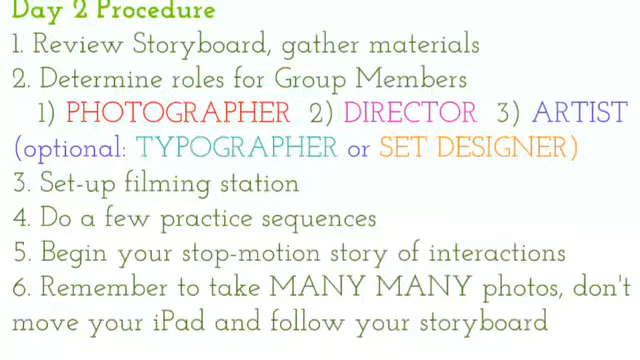 Day 2 Procedure
1. Review Storyboard, gather materials
2. Determine roles for Group Members
1) PHOTOGRAPHER 2) DIRECTOR 3) ARTIST
(optional: TYPOGRAPHER or SET DESIGNER)
3. Set-up filming station
4. Do a few practice sequences
5. Begin your stop-motion story of interactions
6. Remember to take MANY MANY photos, don't
move your iPad and follow your storyboard